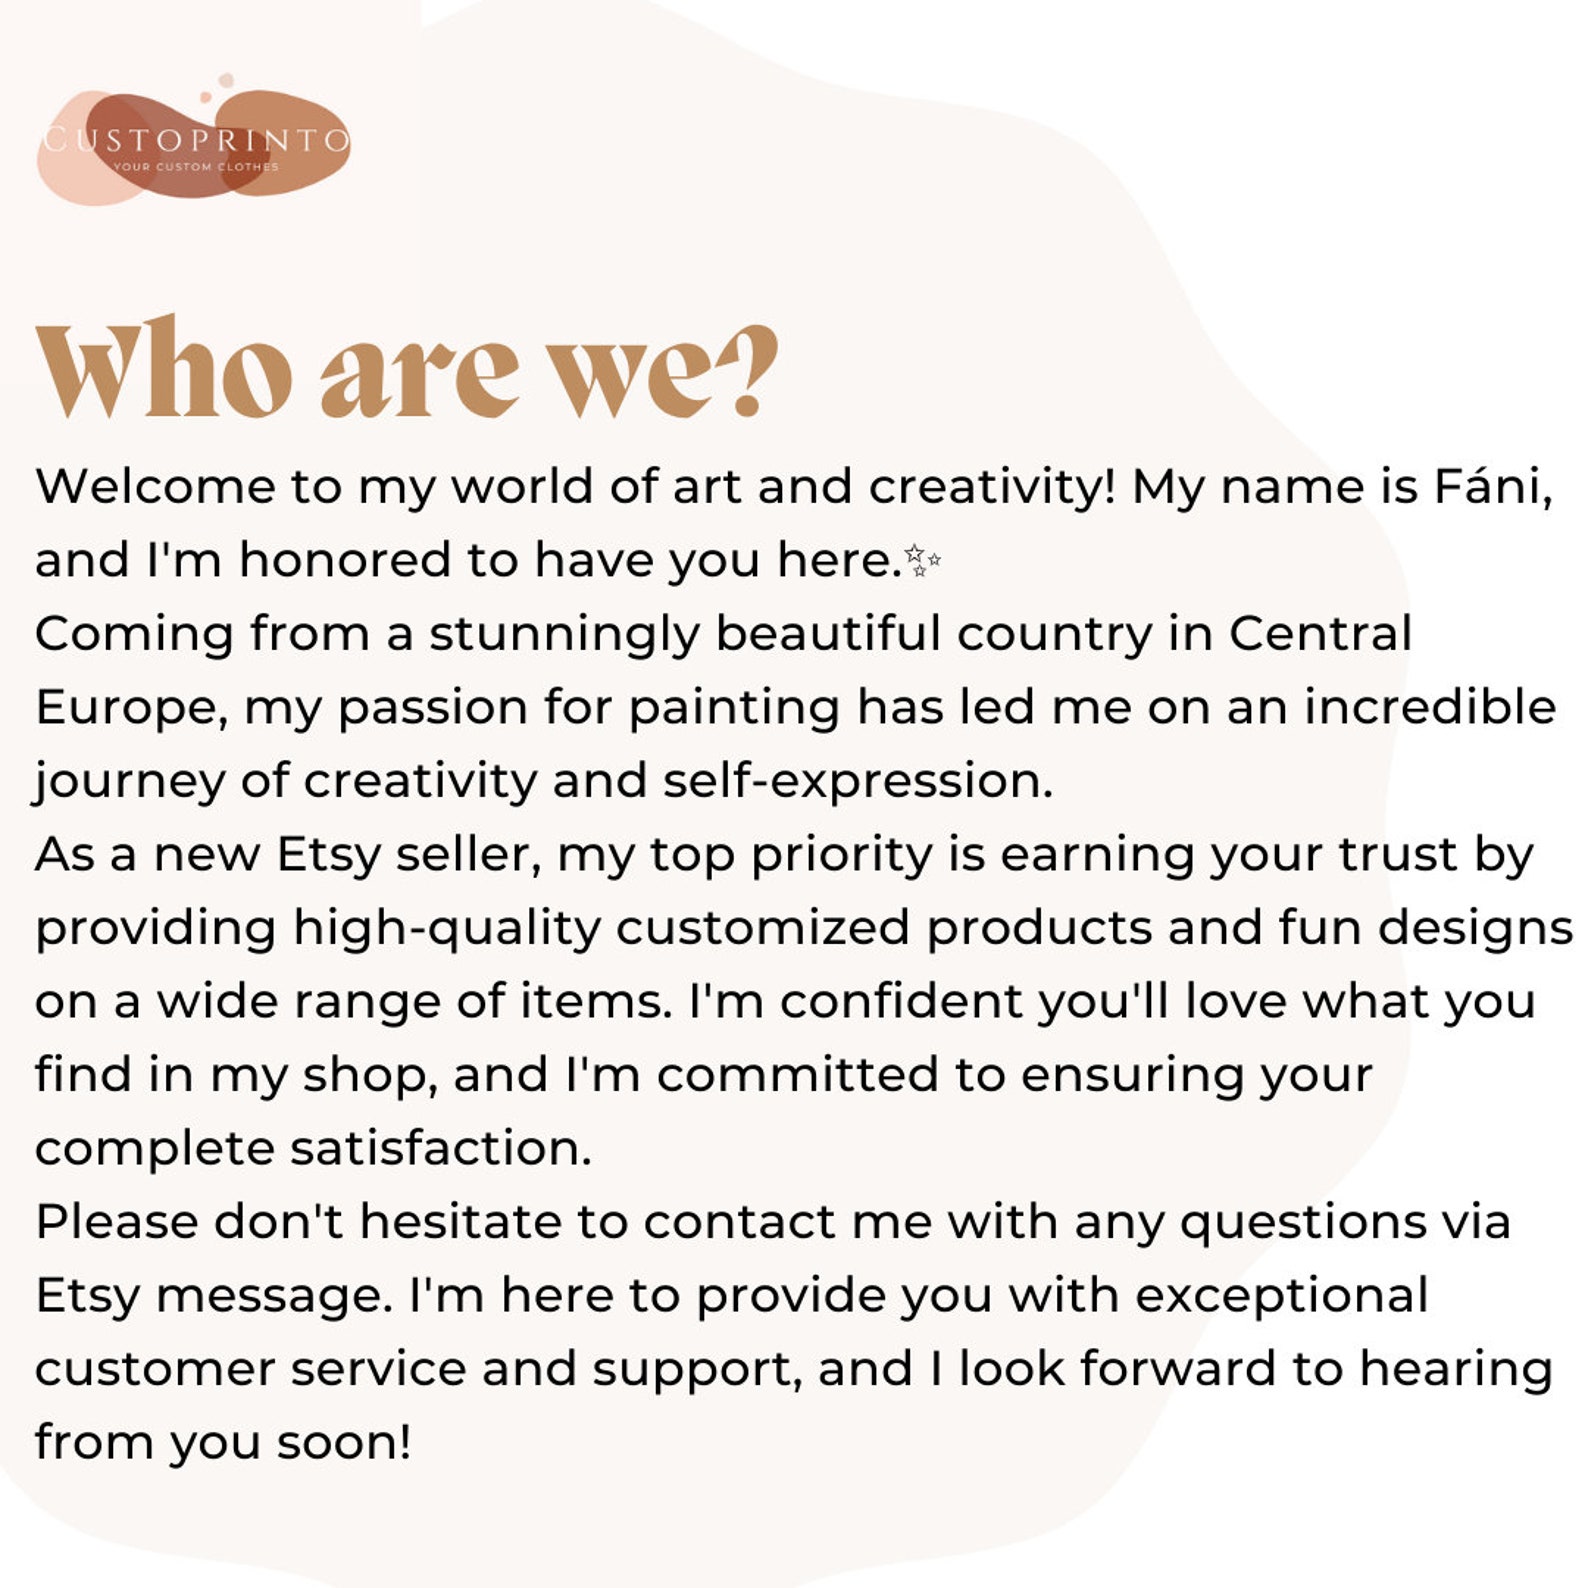 CUSTOPRINTO
YOUR CUSTOM CLOTHES
Who are we?
Welcome to my world of art and creativity! My name is Fáni,
and I'm honored to have you here.✨
Coming from a stunningly beautiful country in Central
Europe, my passion for painting has led me on an incredible
journey of creativity and self-expression.
As a new Etsy seller, my top priority is earning your trust by
providing high-quality customized products and fun designs
on a wide range of items. I'm confident you'll love what you
find in my shop, and I'm committed to ensuring your
complete satisfaction.
Please don't hesitate to contact me with any questions via
Etsy message. I'm here to provide you with exceptional
customer service and support, and I look forward to hearing
from you soon!